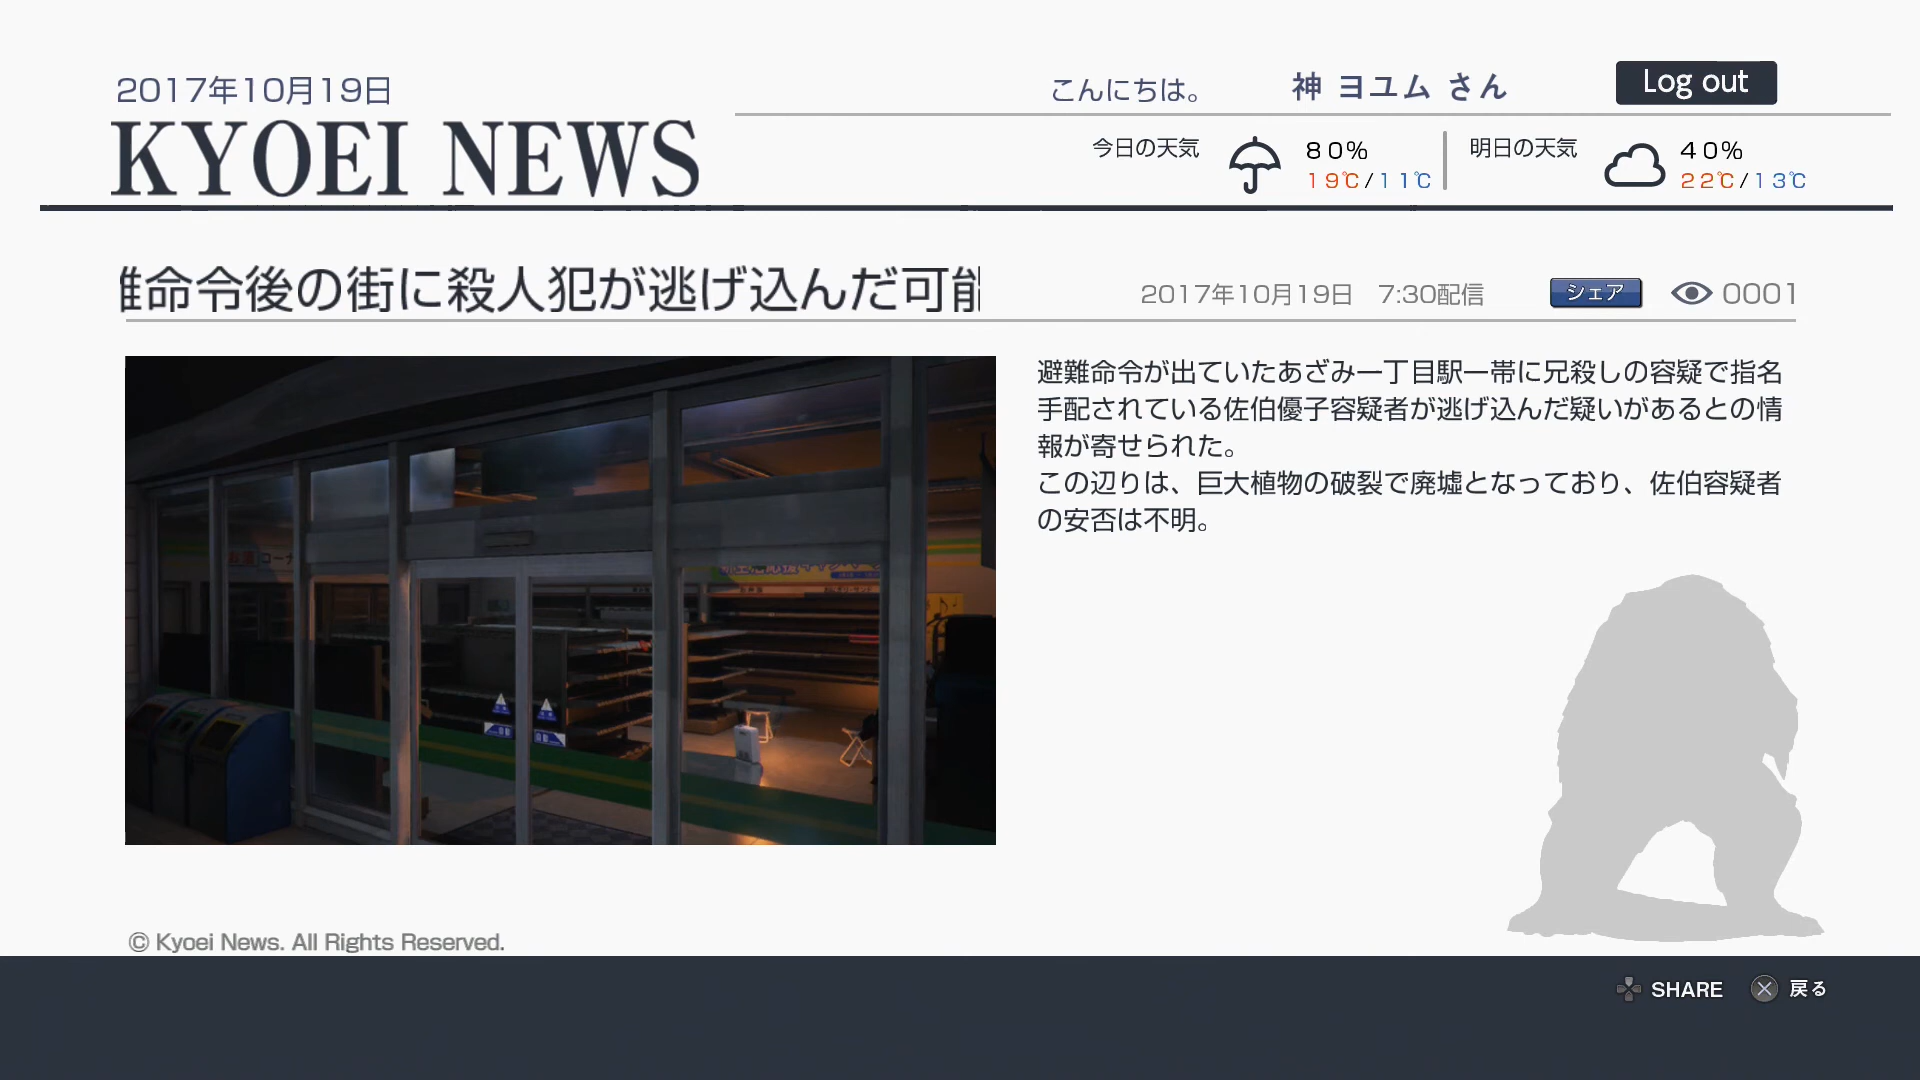 2017年10月19日
こんにちは。 神 ヨユム さん Log out
KYOEI NEWS
今日の天気 80% 19℃/11℃
明日の天気 40% 22℃/13℃
命令後の街に殺人犯が逃げ込んだ可
2017年10月19日 7:30配信 シェア 0001
避難命令が出ていたあざみ一丁目駅一帯に兄殺しの容疑で指名
手配されている佐伯優子容疑者が逃げ込んだ疑いがあるとの情
報が寄せられた。
この辺りは、巨大植物の破裂で廃墟となっており、佐伯容疑者
の安否は不明。
© Kyoei News. All Rights Reserved.
SHARE 戻る